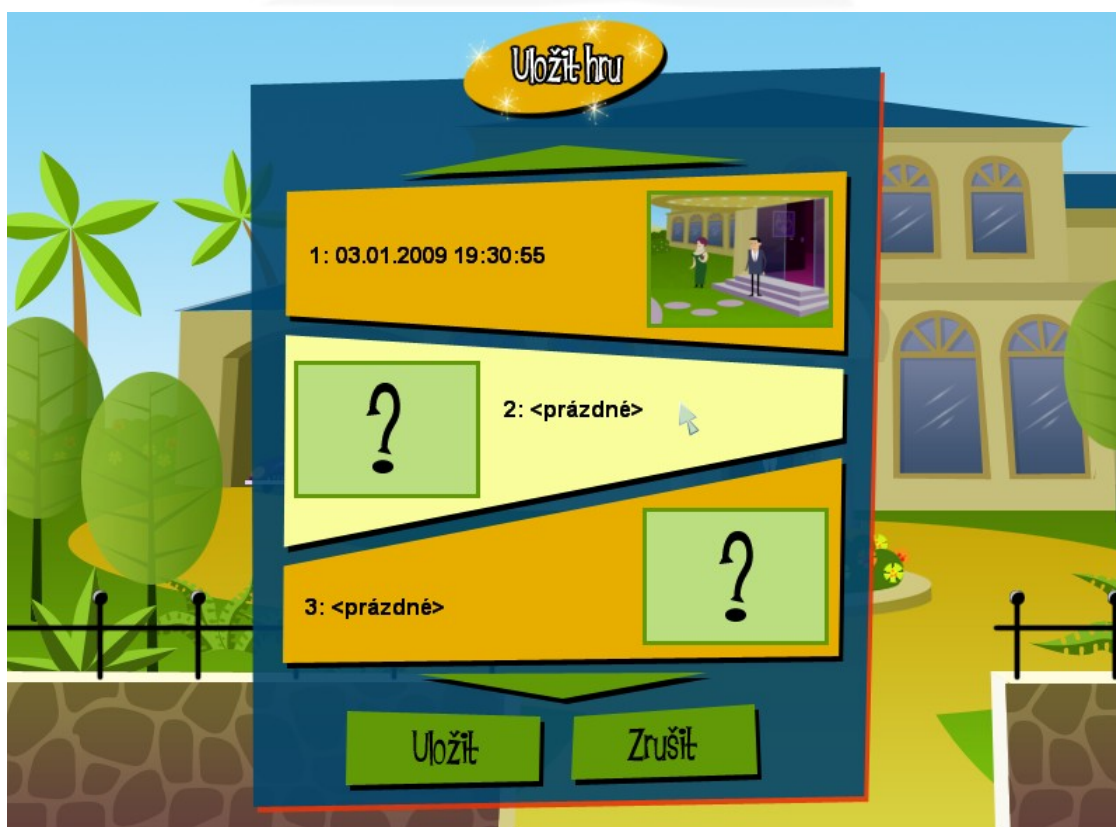 Uložit hru
1: 03.01.2009 19:30:55
2: <prázdné>
3: <prázdné>
Uložit
Zrušit